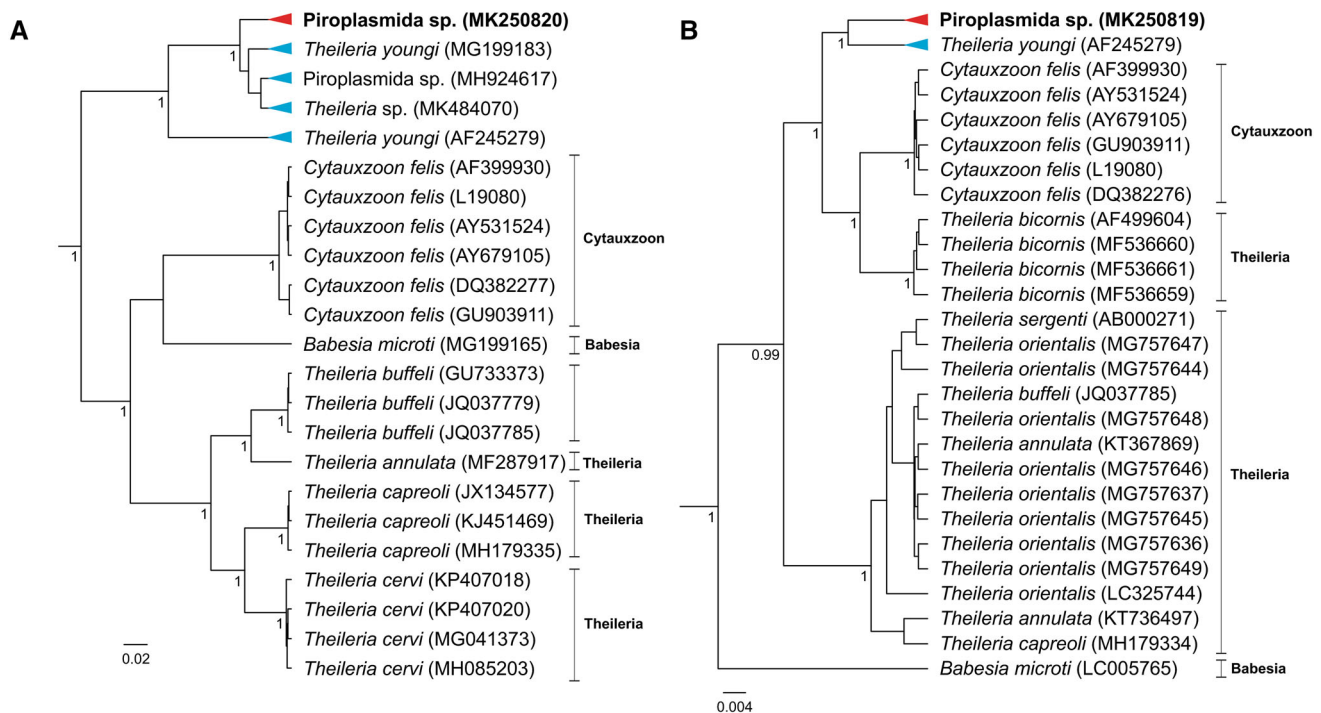 A
Piroplasmida sp. (MK250820)
Theileria youngi (MG199183)
Piroplasmida sp. (MH924617)
Theileria sp. (MK484070)
Theileria youngi (AF245279)
Cytauxzoon felis (AF399930)
Cytauxzoon felis (L19080)
Cytauxzoon felis (AY531524)
Cytauxzoon felis (AY679105)
Cytauxzoon felis (DQ382277)
Cytauxzoon felis (GU903911)
Cytauxzoon
Babesia microti (MG199165)
Babesia
Theileria buffeli (GU733373)
Theileria buffeli (JQ037779)
Theileria buffeli (JQ037785)
Theileria annulata (MF287917)
Theileria
Theileria capreoli (JX134577)
Theileria capreoli (KJ451469)
Theileria capreoli (MH179335)
Theileria
Theileria cervi (KP407018)
Theileria cervi (KP407020)
Theileria cervi (MG041373)
Theileria cervi (MH085203)
Theileria
1
1
1
1
1
1
1
1
1
1
1
0.02
B
Piroplasmida sp. (MK250819)
Theileria youngi (AF245279)
Cytauxzoon felis (AF399930)
Cytauxzoon felis (AY531524)
Cytauxzoon felis (AY679105)
Cytauxzoon felis (GU903911)
Cytauxzoon felis (L19080)
Cytauxzoon felis (DQ382276)
Cytauxzoon
Theileria bicornis (AF499604)
Theileria bicornis (MF536660)
Theileria bicornis (MF536661)
Theileria bicornis (MF536659)
Theileria
Theileria sergenti (AB000271)
Theileria orientalis (MG757647)
Theileria orientalis (MG757644)
Theileria buffeli (JQ037785)
Theileria orientalis (MG757648)
Theileria annulata (KT367869)
Theileria orientalis (MG757646)
Theileria orientalis (MG757637)
Theileria orientalis (MG757645)
Theileria orientalis (MG757636)
Theileria orientalis (MG757649)
Theileria orientalis (LC325744)
Theileria annulata (KT736497)
Theileria capreoli (MH179334)
Theileria
Babesia microti (LC005765)
Babesia
1
1
1
1
1
0.99
1
1
0.004